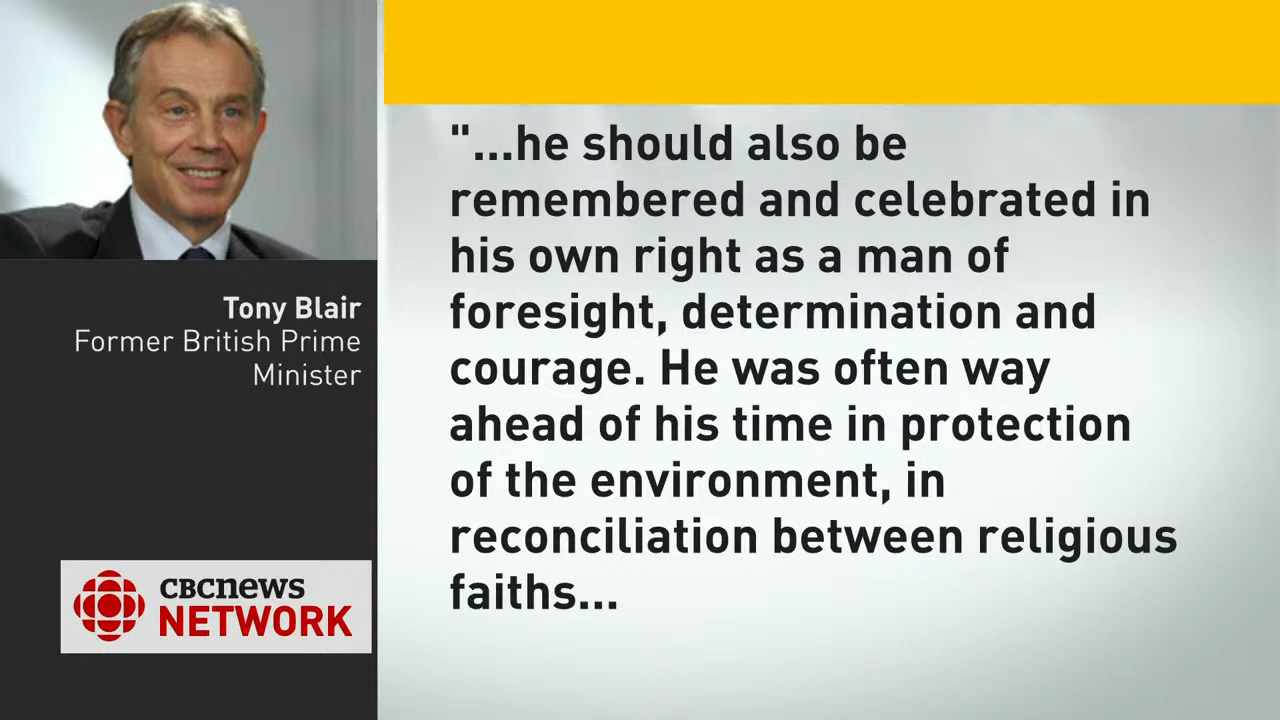 Tony Blair
Former British Prime
Minister
CBCnews
NETWORK
"...he should also be
remembered and celebrated in
his own right as a man of
foresight, determination and
courage. He was often way
ahead of his time in protection
of the environment, in
reconciliation between religious
faiths...